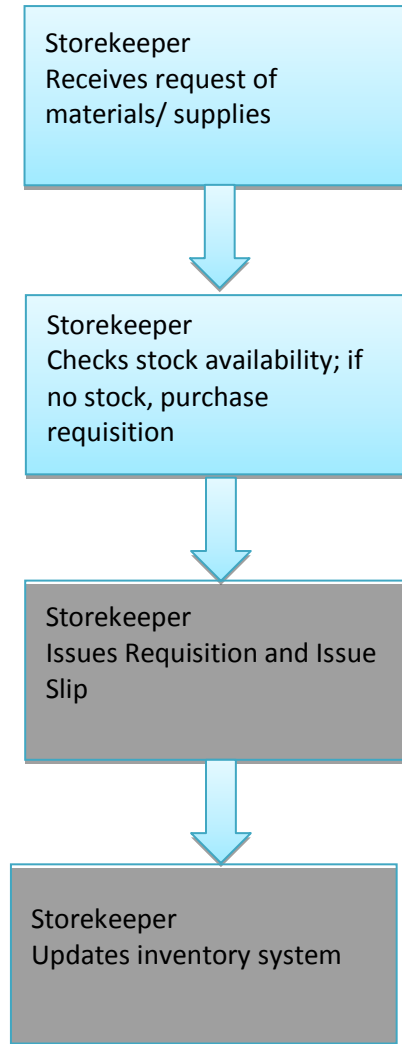 Storekeeper
Receives request of
materials/ supplies
Storekeeper
Checks stock availability; if
no stock, purchase
requisition
Storekeeper
Issues Requisition and Issue
Slip
Storekeeper
Updates inventory system